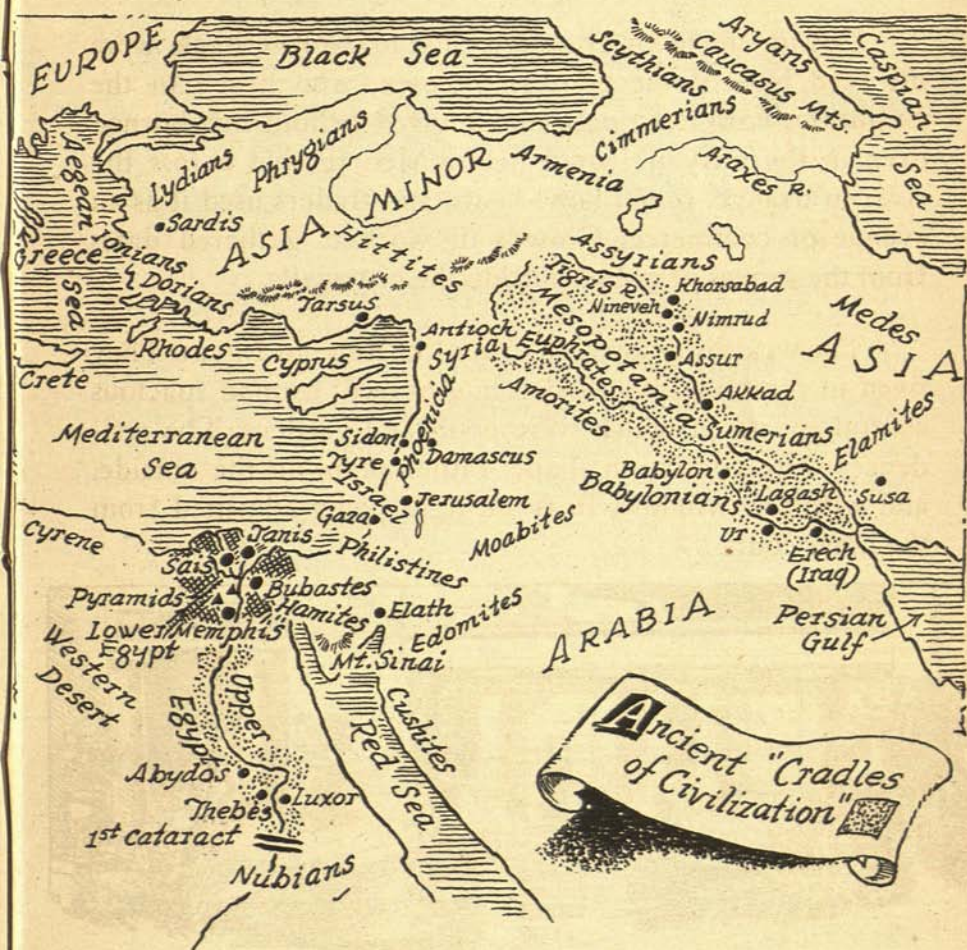 EUROPE
Black Sea
Aryans
Scythians
Caucasus Mts.
Caspian
Sea
Cimmerians
Phrygians
Lydians
Aegean
Sea
MINOR
Armenia
Araxes R.
Sardis
ASIA
Hittites
Greece
Ionians
Dorians
Assyrians
Tigris R.
Khorsabad
Nineveh
Nimrud
Medes
ASIA
Tarsus
Antioch
Mesopotamia
Rhodes
Cyprus
Syria
Euphrates
Assur
Crete
Amorites
Akkad
Phoenicia
Sumerians
Elamites
Mediterranean
Sea
Sidon
Damascus
Tyre
Babylon
Babylonians
Lagash
Susa
Israel
Jerusalem
Gaza
Moabites
Ur
Erech
(Iraq)
Cyrene
Tanis
Philistines
Sais
Bubastes
Pyramids
Hamites
Elath
Edomites
ARABIA
Persian
Gulf
Lower
Egypt
Memphis
Mt. Sinai
Western
Desert
Upper
Egypt
Cushites
Red Sea
Ancient "Cradles
of Civilization"
Abydos
Thebes
Luxor
1st cataract
Nubians